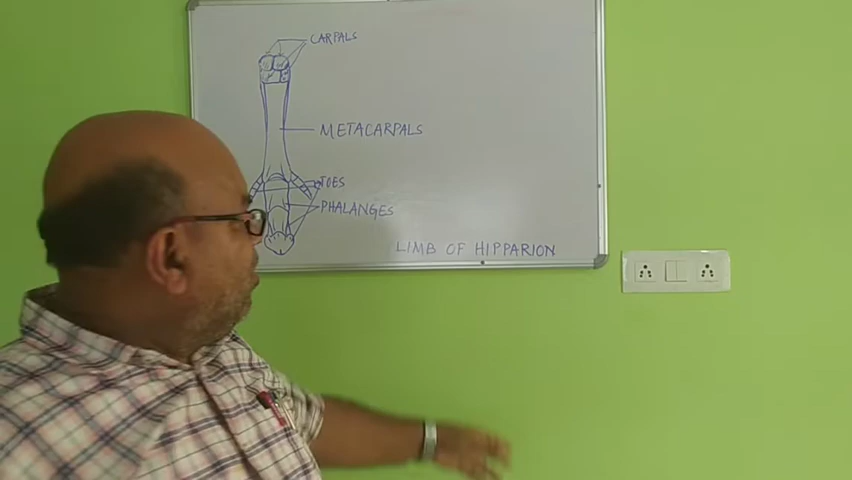 CARPALS
METACARPALS
TOES
PHALANGES
LIMB OF HIPPARION